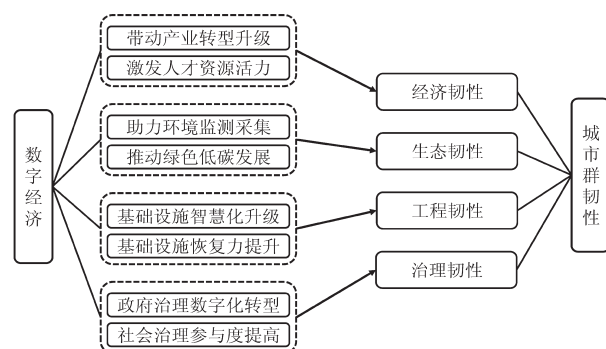 数字经济
带动产业转型升级
激发人才资源活力
助力环境监测采集
推动绿色低碳发展
基础设施智慧化升级
基础设施恢复力提升
政府治理数字化转型
社会治理参与度提高
经济韧性
生态韧性
工程韧性
治理韧性
城市群韧性